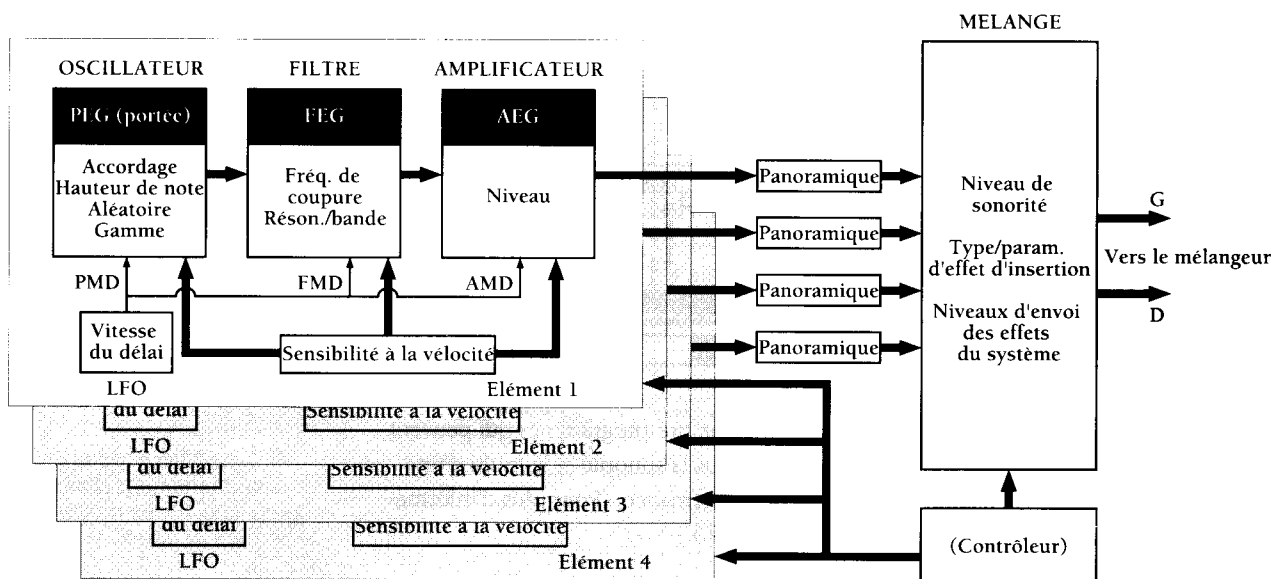 MELANGE
OSCILLATEUR
FILTRE
AMPLIFICATEUR
PEG (portée)
FEG
AEG
Accordage
Hauteur de note
Aléatoire
Gamme
Fréq. de
coupure
Réson./bande
Niveau
PMD
FMD
AMD
Vitesse
du délai
LFO
Sensibilité à la vélocité
Elément 1
du délai
LFO
Sensibilité à la vélocité
Elément 2
du délai
LFO
Sensibilité à la vélocité
Elément 3
du délai
LFO
Sensibilité à la vélocité
Elément 4
Panoramique
Panoramique
Panoramique
Panoramique
Niveau de
sonorité
Type/param.
d'effet d'insertion
Niveaux d'envoi
des effets
du système
G
Vers le mélangeur
D
(Contrôleur)